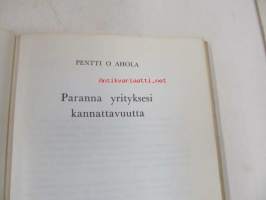 PENTTI O AHOLA
Antikvariaatti.net
Paranna yrityksesi
kannattavuutta